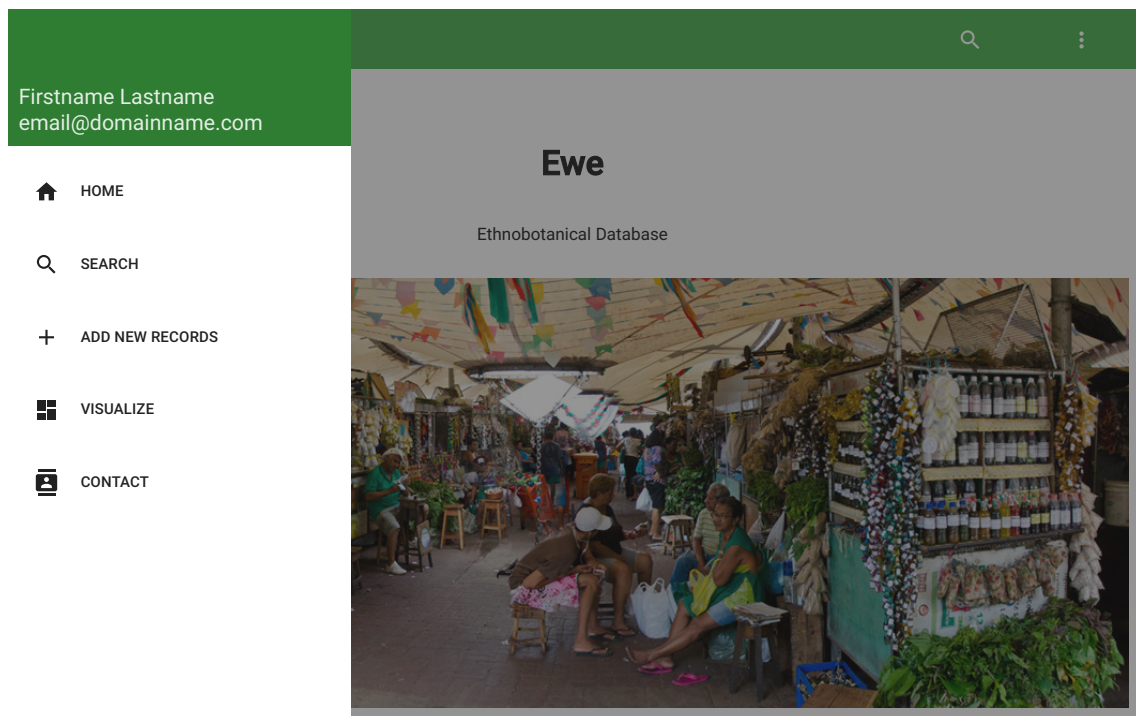 Firstname Lastname
email@domainname.com
HOME
SEARCH
ADD NEW RECORDS
VISUALIZE
CONTACT
Ewe
Ethnobotanical Database